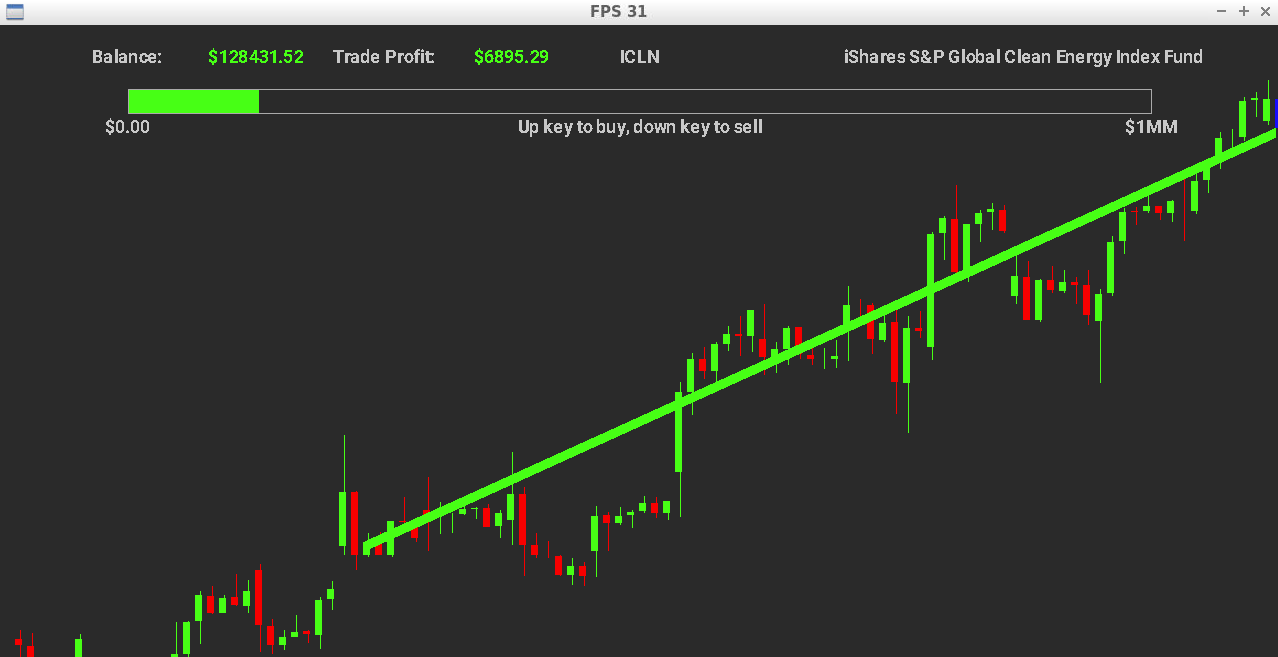 FPS 31
Balance: $128431.52 Trade Profit: $6895.29 ICLN iShares S&P Global Clean Energy Index Fund
$0.00 Up key to buy, down key to sell $1MM